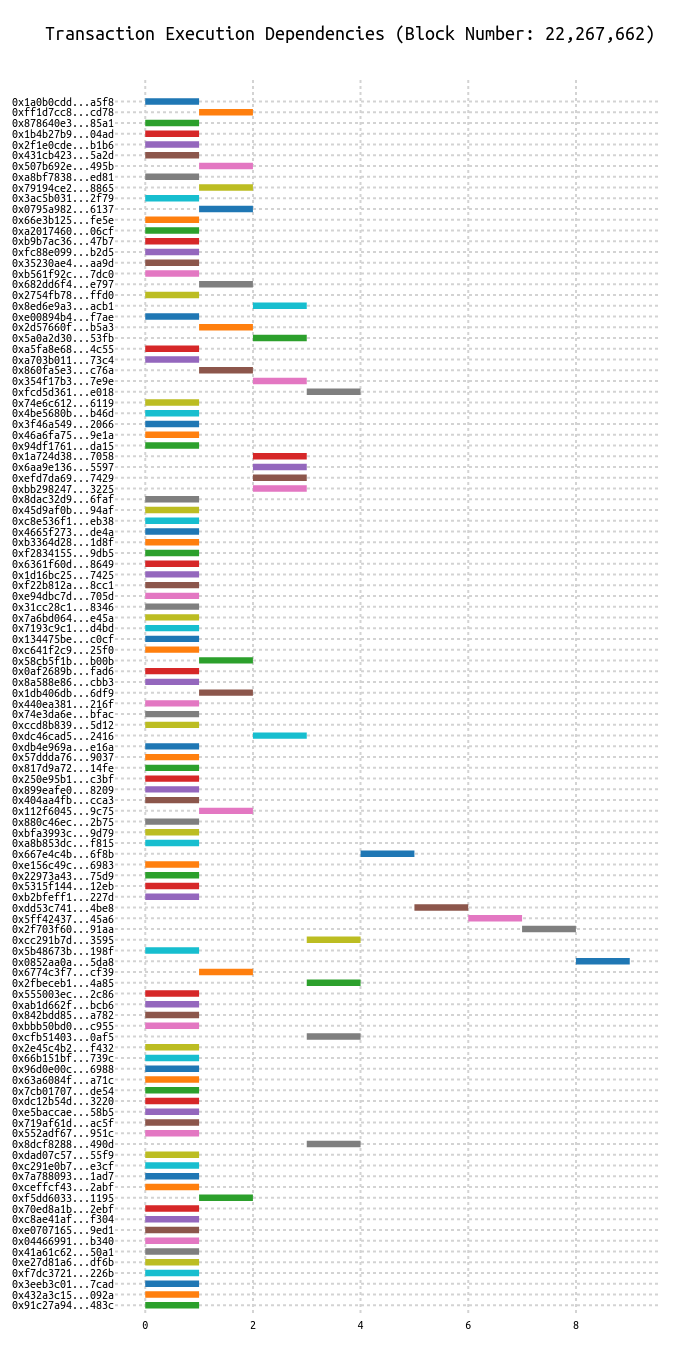 Transaction Execution Dependencies (Block Number: 22,267,662)
0x1a0b0cdd...a5f8
0xff1d7cc8...cd78
0x878640e3...85a1
0x1b4b27b9...04ad
0x2f1e0cde...b1b6
0x431cb423...5a2d
0x507b692e...495b
0xa8bf7838...ed81
0x79194ce2...8865
0x3ac5b031...2f79
0x0795a982...6137
0x66e3b125...fe5e
0xa2017460...06cf
0xb9b7ac36...47b7
0xfc88e099...b2d5
0x35230ae4...aa9d
0xb561f92c...7dc0
0x682dd6f4...e797
0x2754fb78...ffd0
0x8ed6e9a3...acb1
0xe00894b4...f7ae
0x2d57660f...b5a3
0x5a0a2d30...53fb
0xa5fa8e68...4c55
0xa703b011...73c4
0x860fa5e3...c76a
0x354f17b3...7e9e
0xfcd5d361...e018
0x74e6c612...6119
0x4be5680b...b46d
0x3f46a549...2066
0x46a6fa75...9e1a
0x94df1761...da15
0x1a724d38...7058
0x6aa9e136...5597
0xefd7da69...7429
0xbb298247...3225
0x8dac32d9...6faf
0x45d9af0b...94af
0xc8e536f1...eb38
0x4665f273...de4a
0xb3364d28...1d8f
0xf2834155...9db5
0x6361f60d...8649
0x1d16bc25...7425
0xf22b812a...8cc1
0xe94dbc7d...705d
0x31cc28c1...8346
0x7a6bd064...e45a
0x7193c9c1...d4bd
0x134475be...c0cf
0xc641f2c9...25f0
0x58cb5f1b...b00b
0x0af2689b...fad6
0x8a588e86...cbb3
0x1db406db...6df9
0x440ea381...216f
0x74e3da6e...bfac
0xccd8b839...5d12
0xdc46cad5...2416
0xdb4e969a...e16a
0x57ddda76...9037
0x817d9a72...14fe
0x250e95b1...c3bf
0x899eafe0...8209
0x404aa4fb...cca3
0x112f6045...9c75
0x880c46ec...2b75
0xbfa3993c...9d79
0xa8b853dc...f815
0x667e4c4b...6f8b
0xe156c49c...6983
0x22973a43...75d9
0x5315f144...12eb
0xb2bfeff1...227d
0xdd53c741...4be8
0x5ff42437...45a6
0x2f703f60...91aa
0xcc291b7d...3595
0x5b48673b...198f
0x0852aa0a...5da8
0x6774c3f7...cf39
0x2fbeceb1...4a85
0x555003ec...2c86
0xab1d662f...bcb6
0x842bdd85...a782
0xbbb50bd0...c955
0xcfb51403...0af5
0x2e45c4b2...f432
0x66b151bf...739c
0x96d0e00c...6988
0x63a6084f...a71c
0x7cb01707...de54
0xdc12b54d...3220
0xe5baccae...58b5
0x719af61d...ac5f
0x552adf67...951c
0x8dcf8288...490d
0xdad07c57...55f9
0xc291e0b7...e3cf
0x7a788093...1ad7
0xceffcf43...2abf
0xf5dd6033...1195
0x70ed8a1b...2ebf
0xc8ae41af...f304
0xe0707165...9ed1
0x04466991...b340
0x41a61c62...50a1
0xe27d81a6...df6b
0xf7dc3721...226b
0x3eeb3c01...7cad
0x432a3c15...092a
0x91c27a94...483c
0 2 4 6 8